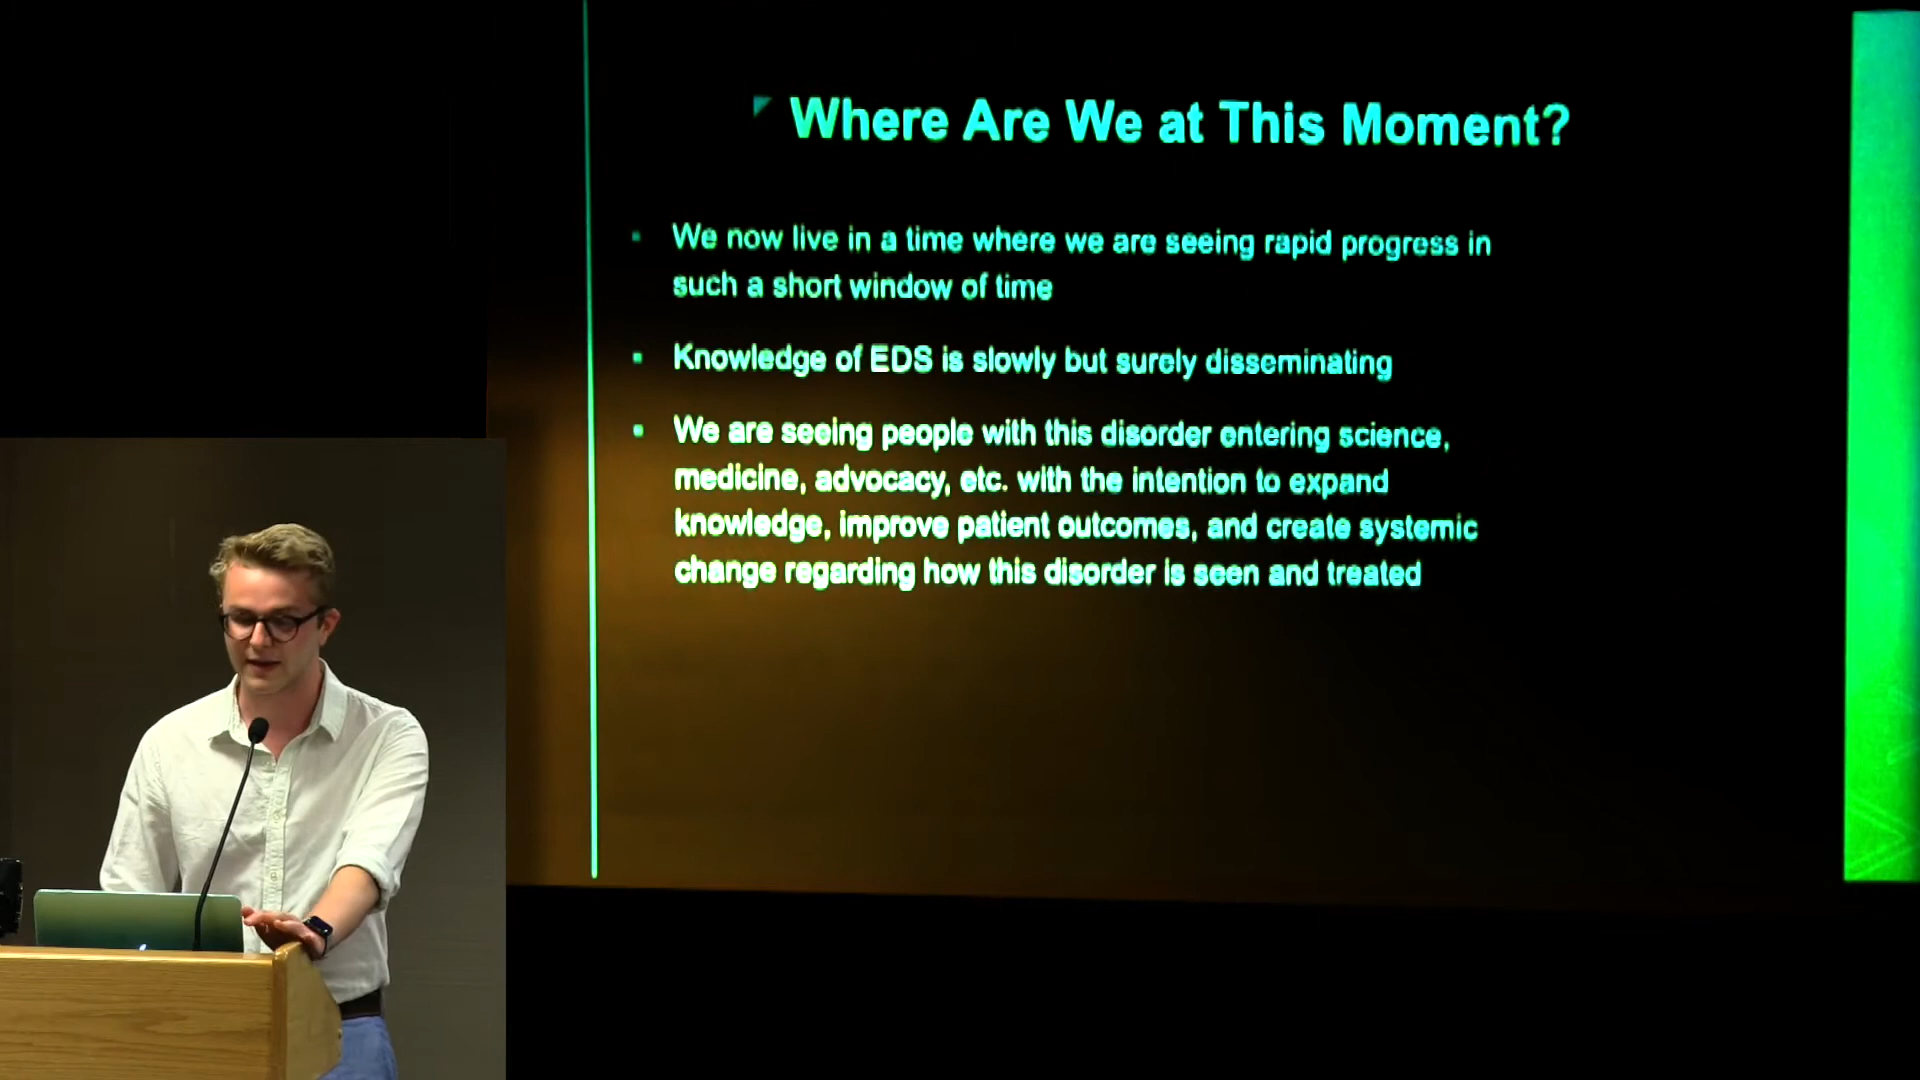 Where Are We at This Moment?
We now live in a time where we are seeing rapid progress in
such a short window of time
Knowledge of EDS is slowly but surely disseminating
We are seeing people with this disorder entering science,
medicine, advocacy, etc. with the intention to expand
knowledge, improve patient outcomes, and create systemic
change regarding how this disorder is seen and treated